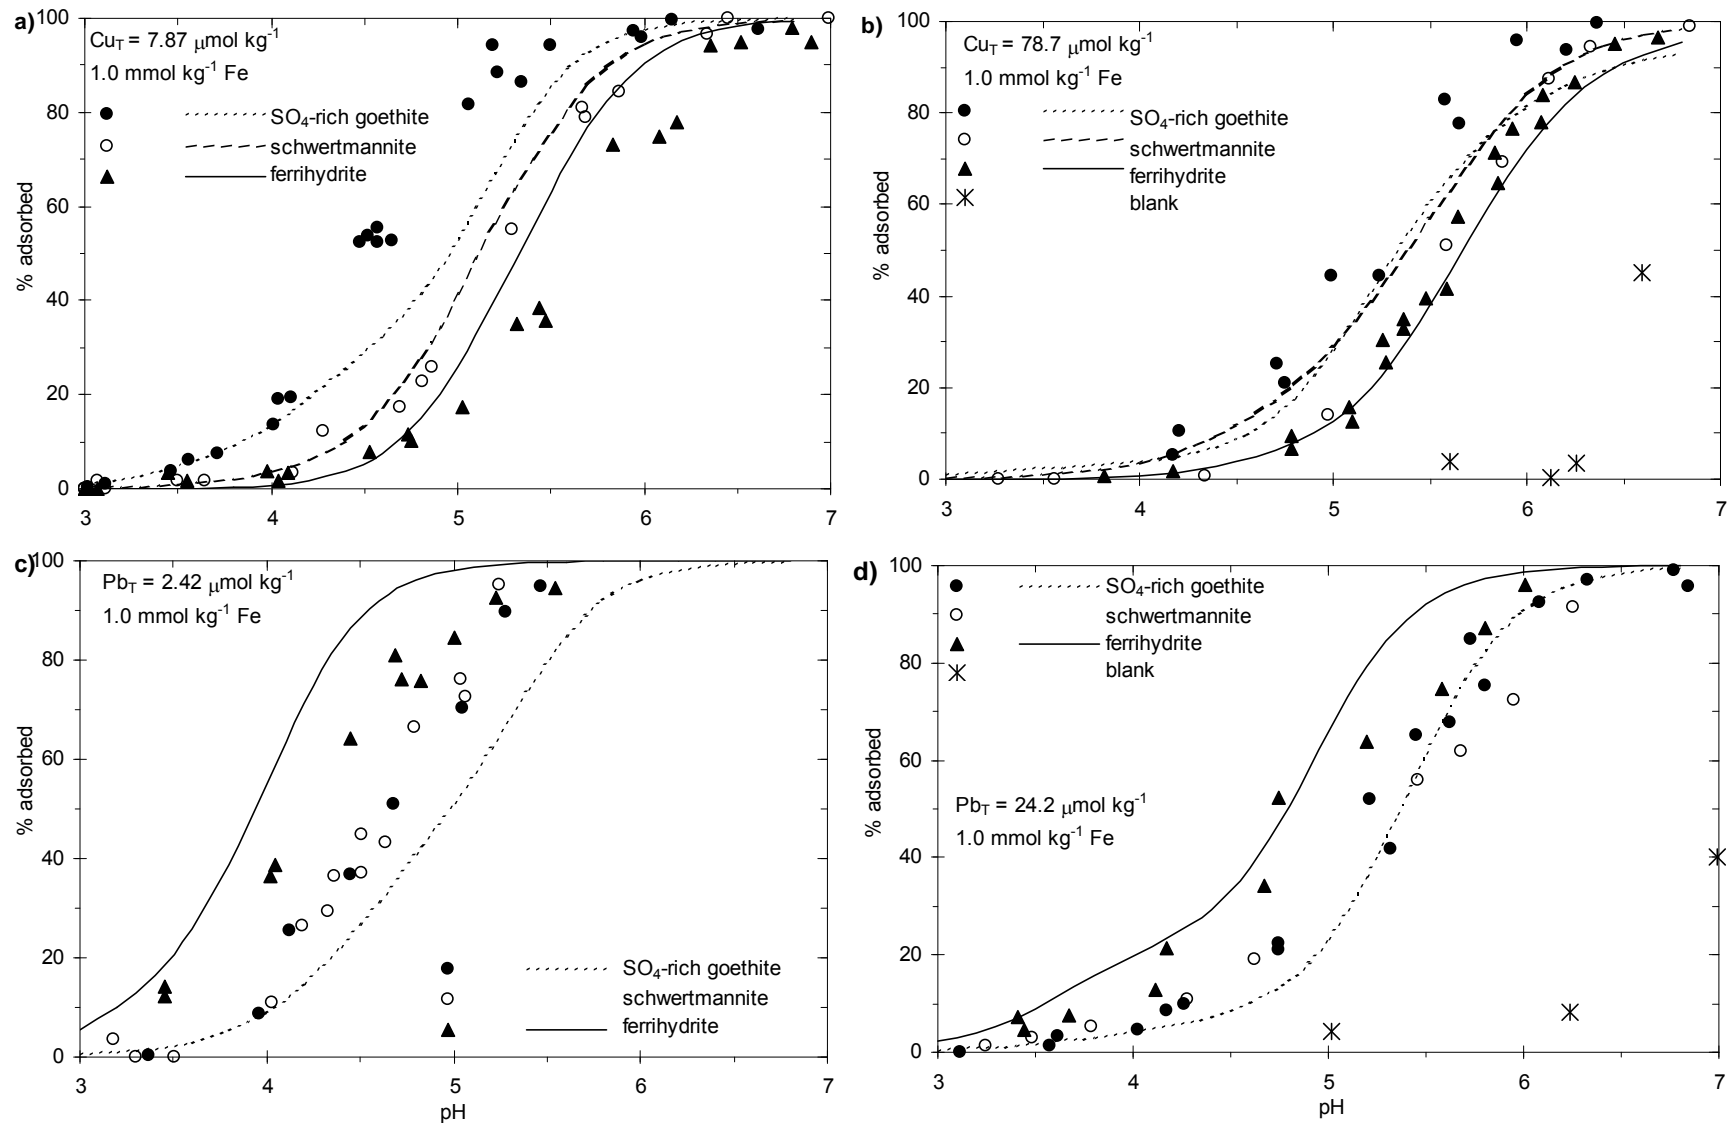 a)
100
80
60
40
20
0
% adsorbed
Cu_T = 7.87 μmol kg⁻¹
1.0 mmol kg⁻¹ Fe
SO₄-rich goethite
schwertmannite
ferrihydrite
3 4 5 6 7
b)
100
80
60
40
20
0
% adsorbed
Cu_T = 78.7 μmol kg⁻¹
1.0 mmol kg⁻¹ Fe
SO₄-rich goethite
schwertmannite
ferrihydrite
blank
3 4 5 6 7
c)
100
80
60
40
20
0
% adsorbed
Pb_T = 2.42 μmol kg⁻¹
1.0 mmol kg⁻¹ Fe
SO₄-rich goethite
schwertmannite
ferrihydrite
3 4 5 6 7
pH
d)
100
80
60
40
20
0
% adsorbed
SO₄-rich goethite
schwertmannite
ferrihydrite
blank
Pb_T = 24.2 μmol kg⁻¹
1.0 mmol kg⁻¹ Fe
3 4 5 6 7
pH